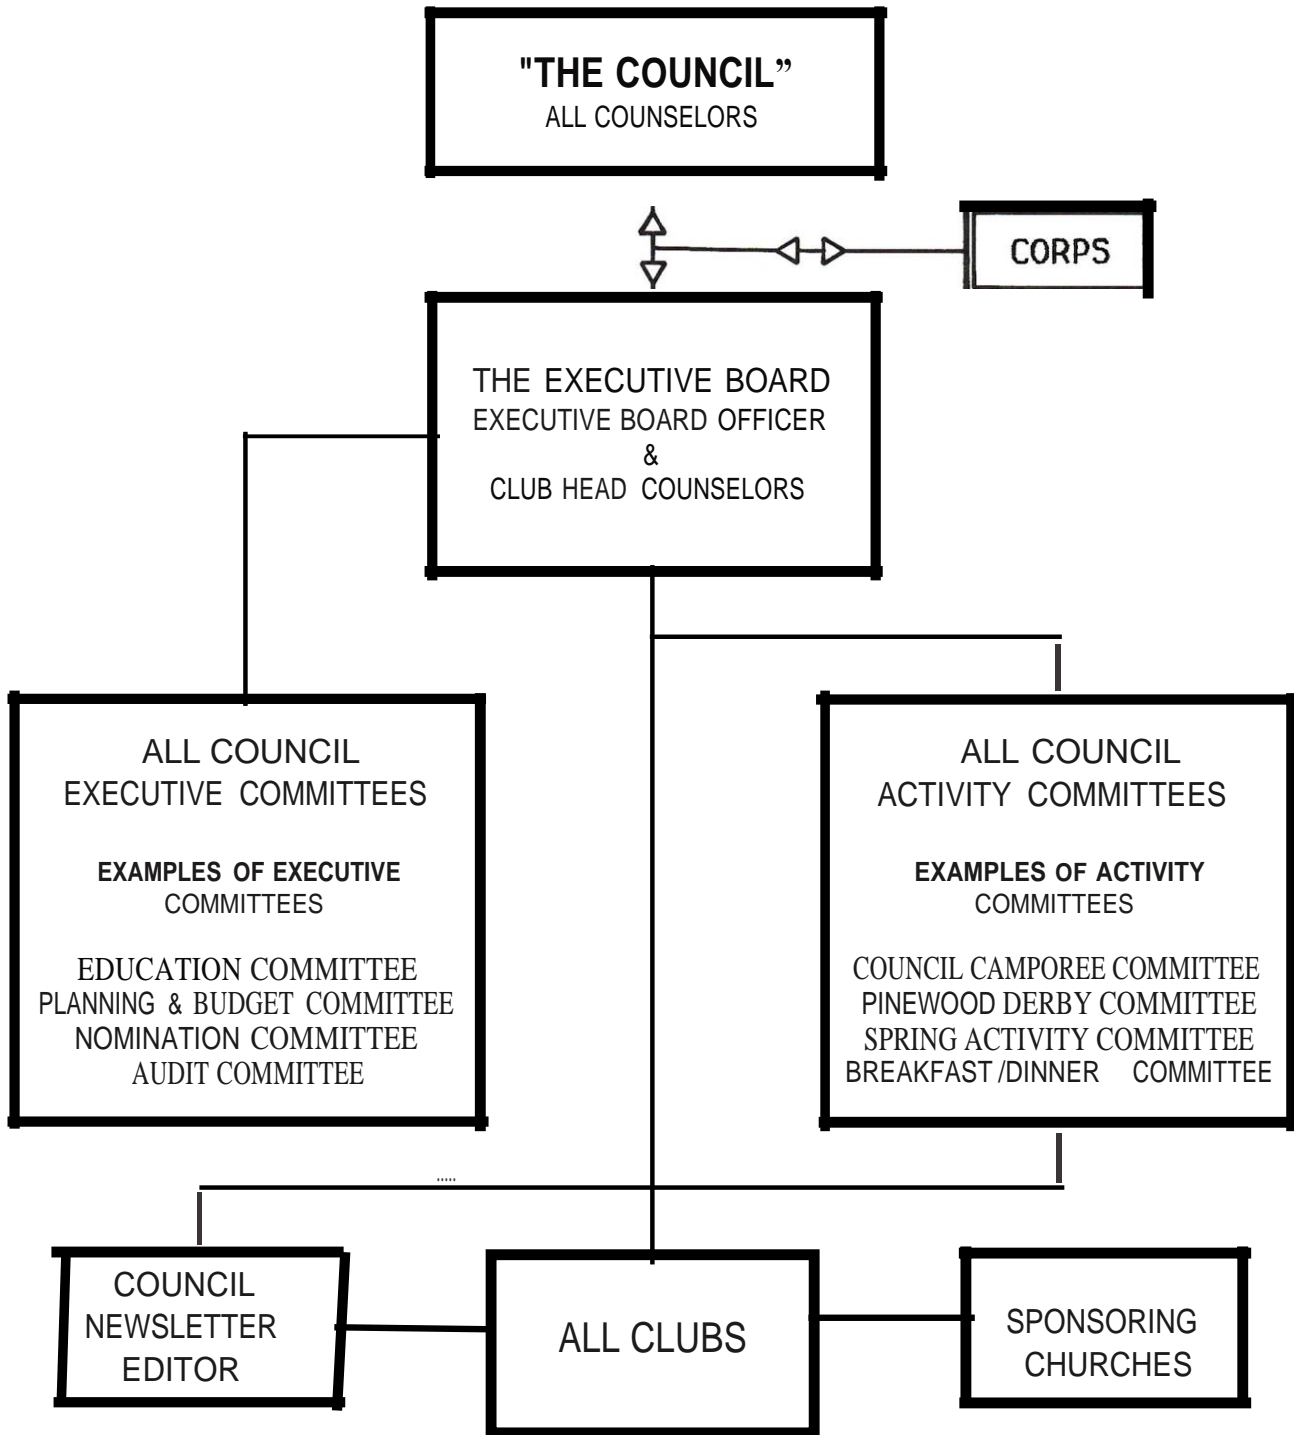 "THE COUNCIL”
ALL COUNSELORS
CORPS
THE EXECUTIVE BOARD
EXECUTIVE BOARD OFFICER
&
CLUB HEAD COUNSELORS
ALL COUNCIL
EXECUTIVE COMMITTEES
EXAMPLES OF EXECUTIVE
COMMITTEES
EDUCATION COMMITTEE
PLANNING & BUDGET COMMITTEE
NOMINATION COMMITTEE
AUDIT COMMITTEE
ALL COUNCIL
ACTIVITY COMMITTEES
EXAMPLES OF ACTIVITY
COMMITTEES
COUNCIL CAMPOREE COMMITTEE
PINEWOOD DERBY COMMITTEE
SPRING ACTIVITY COMMITTEE
BREAKFAST /DINNER COMMITTEE
.....
COUNCIL
NEWSLETTER
EDITOR
ALL CLUBS
SPONSORING
CHURCHES